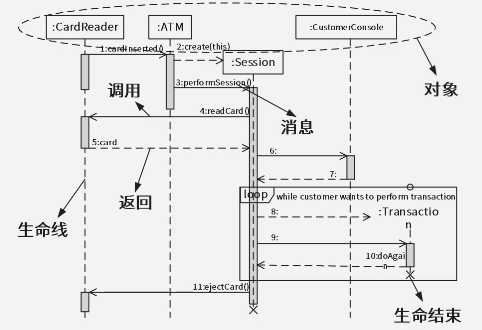 :CardReader
:ATM
:CustomerConsole
1:cardInserted()
2:create(this)
:Session
3:performSession()
对象
调用
4:readCard()
消息
5:card
6:
7:
返回
loop
while customer wants to perform transaction
8:
:Transactio
n
生命线
9:
10:doAgai
n
11:ejectCard()
生命结束